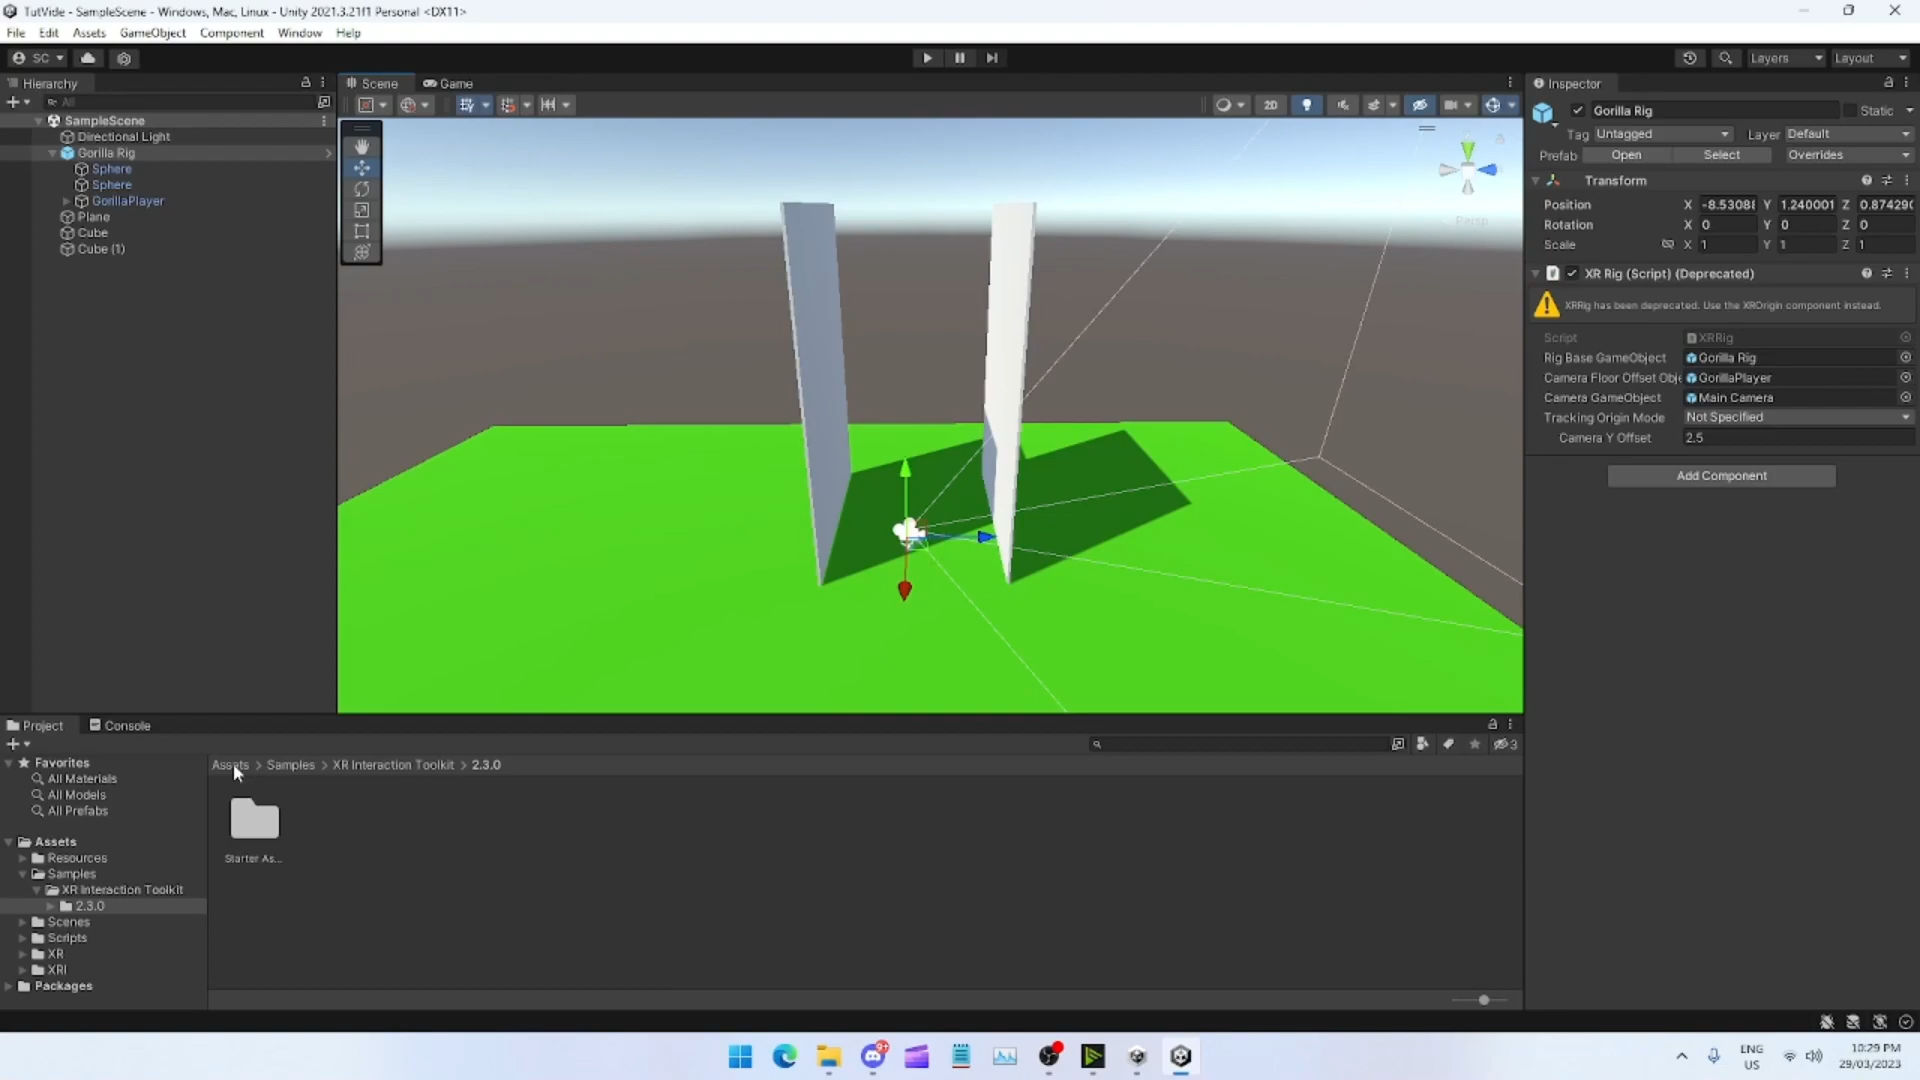 TutVide - SampleScene - Windows, Mac, Linux - Unity 2021.3.21f1 Personal <DX11>
File Edit Assets GameObject Component Window Help
SC Layers Layout
Hierarchy
All
SampleScene
Directional Light
Gorilla Rig
Sphere
Sphere
GorillaPlayer
Plane
Cube
Cube (1)
Scene Game
2D
Persp
Inspector
Gorilla Rig Static
Tag Untagged Layer Default
Prefab Open Select Overrides
Transform
Position X -8.5308 Y 1.240001 Z 0.87429
Rotation X 0 Y 0 Z 0
Scale X 1 Y 1 Z 1
XR Rig (Script) (Deprecated)
XRRig has been deprecated. Use the XROrigin component instead.
Script XRRig
Rig Base GameObject Gorilla Rig
Camera Floor Offset Obj GorillaPlayer
Camera GameObject Main Camera
Tracking Origin Mode Not Specified
Camera Y Offset 2.5
Add Component
Project Console
3
Favorites
All Materials
All Models
All Prefabs
Assets
Resources
Samples
XR Interaction Toolkit
2.3.0
Scenes
Scripts
XR
XRI
Packages
Assets > Samples > XR Interaction Toolkit > 2.3.0
Starter As...
9+
ENG
US
10:29 PM
29/03/2023